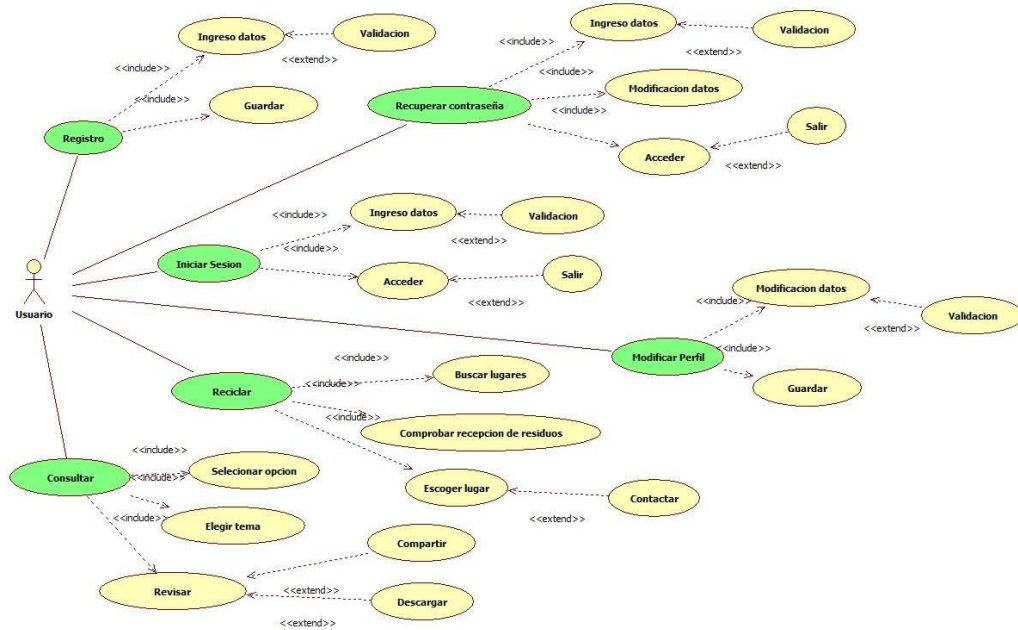 Ingreso datos
Validacion
<<include>>
<<extend>>
<<include>>
Guardar
Registro
Ingreso datos
Validacion
<<include>>
<<extend>>
<<include>>
Modificacion datos
Recuperar contraseña
<<include>>
Salir
Acceder
<<extend>>
<<include>>
Ingreso datos
Validacion
<<include>>
<<extend>>
Iniciar Sesion
Acceder
Salir
<<extend>>
Usuario
Modificacion datos
<<include>>
Validacion
<<extend>>
<<include>>
Modificar Perfil
Guardar
<<include>>
Buscar lugares
<<include>>
Reciclar
<<include>>
Comprobar recepcion de residuos
Escoger lugar
Contactar
<<extend>>
<<include>>
Selecionar opcion
Consultar
<<include>>
<<include>>
Elegir tema
Compartir
Revisar
<<extend>>
Descargar
<<extend>>